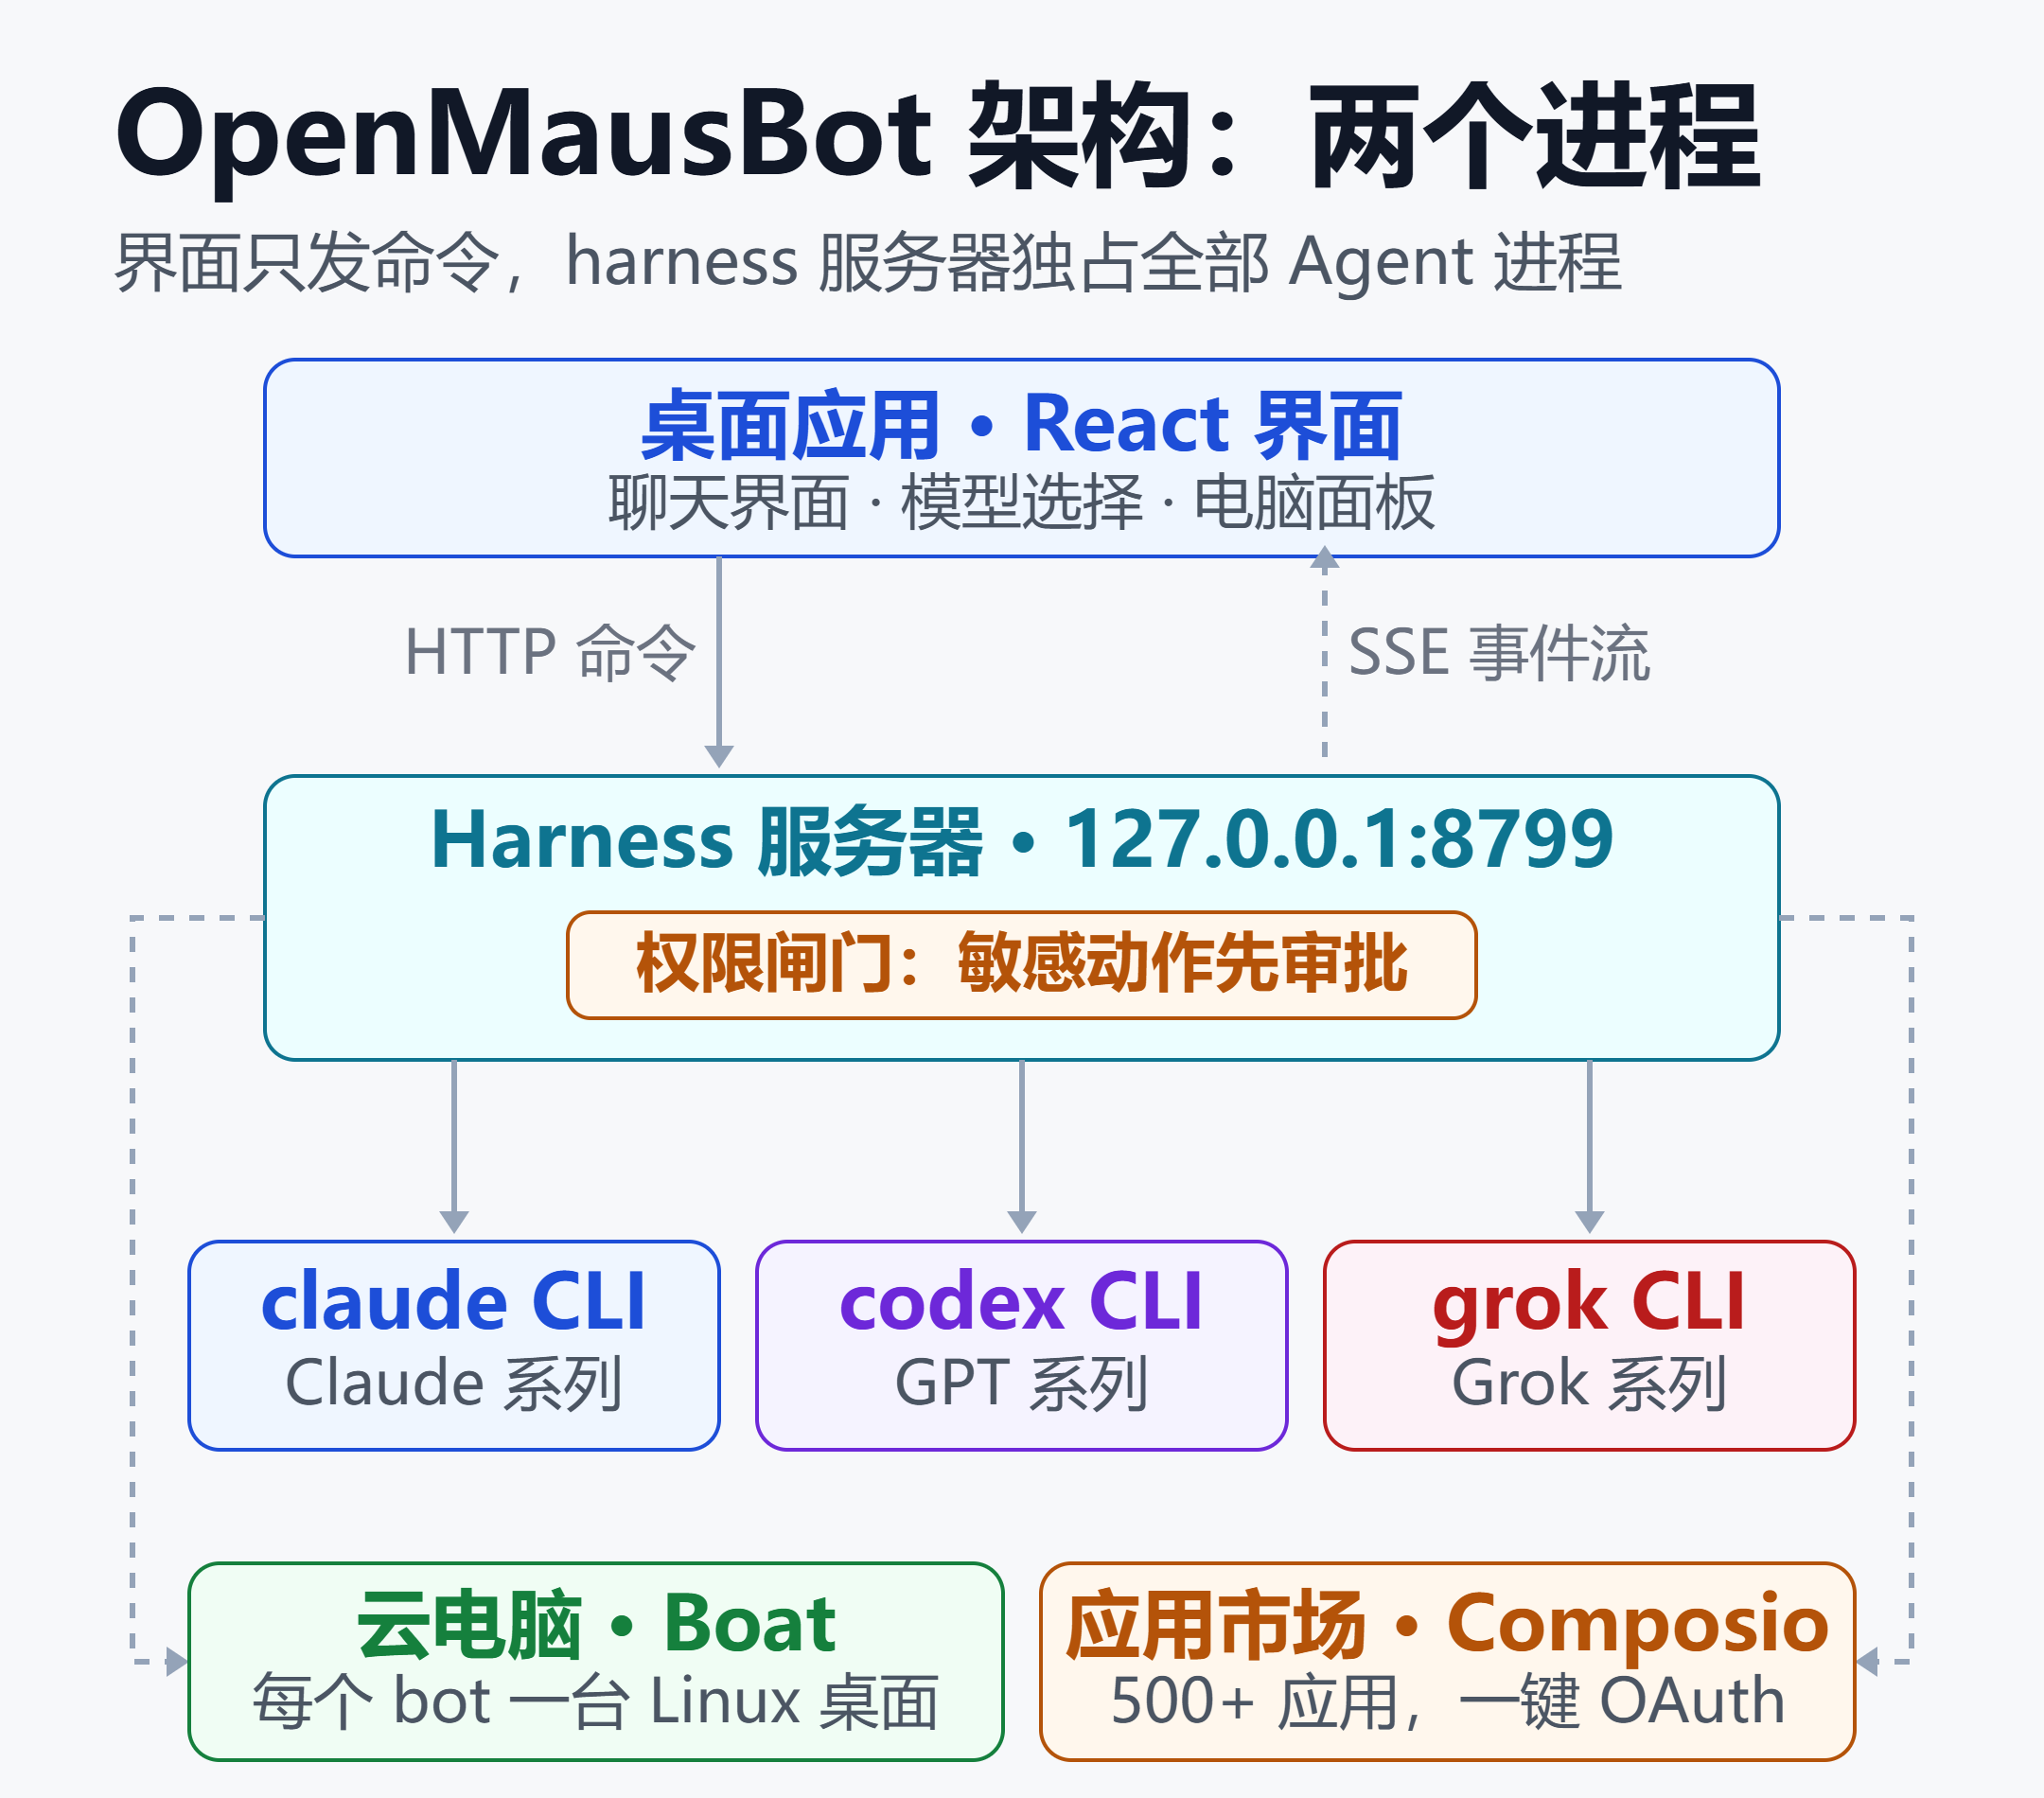 OpenMausBot 架构：两个进程
界面只发命令，harness 服务器独占全部 Agent 进程
桌面应用 · React 界面
聊天界面 · 模型选择 · 电脑面板
HTTP 命令
SSE 事件流
Harness 服务器 · 127.0.0.1:8799
权限闸门：敏感动作先审批
claude CLI
Claude 系列
codex CLI
GPT 系列
grok CLI
Grok 系列
云电脑 · Boat
每个 bot 一台 Linux 桌面
应用市场 · Composio
500+ 应用，一键 OAuth